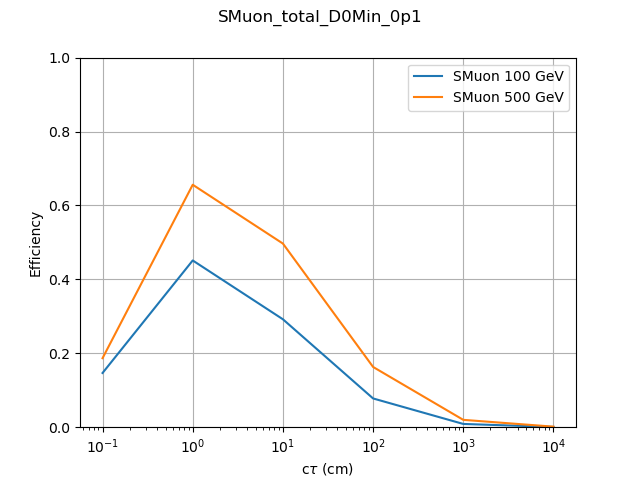 SMuon_total_D0Min_0p1
1.0
0.8
0.6
0.4
0.2
0.0
Efficiency
SMuon 100 GeV
SMuon 500 GeV
10⁻¹ 10⁰ 10¹ 10² 10³ 10⁴
cτ (cm)